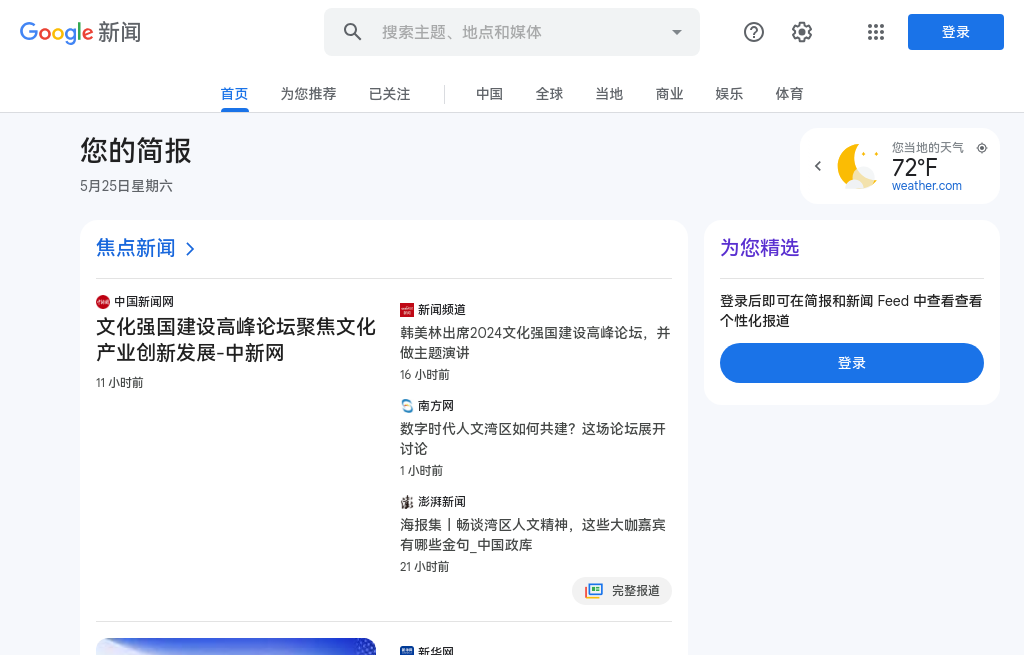 Google 新闻
搜索主题、地点和媒体
登录
首页
为您推荐
已关注
中国
全球
当地
商业
娱乐
体育
您的简报
5月25日星期六
您当地的天气
72°F
weather.com
焦点新闻
中国新闻网
文化强国建设高峰论坛聚焦文化
产业创新发展-中新网
11 小时前
新闻频道
韩美林出席2024文化强国建设高峰论坛，并
做主题演讲
16 小时前
南方网
数字时代人文湾区如何共建？这场论坛展开
讨论
1 小时前
澎湃新闻
海报集丨畅谈湾区人文精神，这些大咖嘉宾
有哪些金句_中国政库
21 小时前
完整报道
新华网
为您精选
登录后即可在简报和新闻 Feed 中查看查看
个性化报道
登录